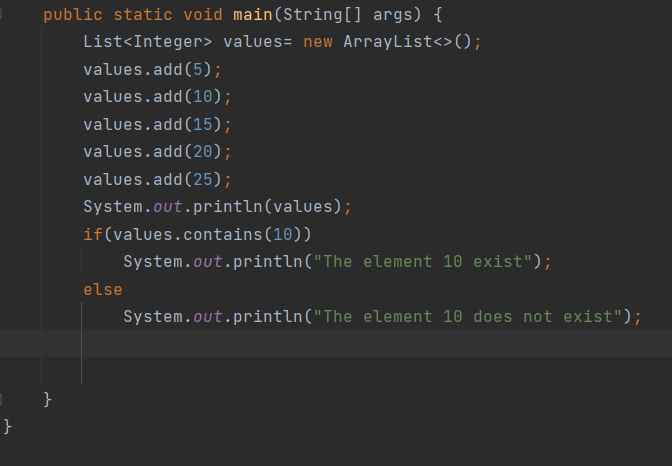 public static void main(String[] args) {
List<Integer> values= new ArrayList<>();
values.add(5);
values.add(10);
values.add(15);
values.add(20);
values.add(25);
System.out.println(values);
if(values.contains(10))
System.out.println("The element 10 exist");
else
System.out.println("The element 10 does not exist");
}
}